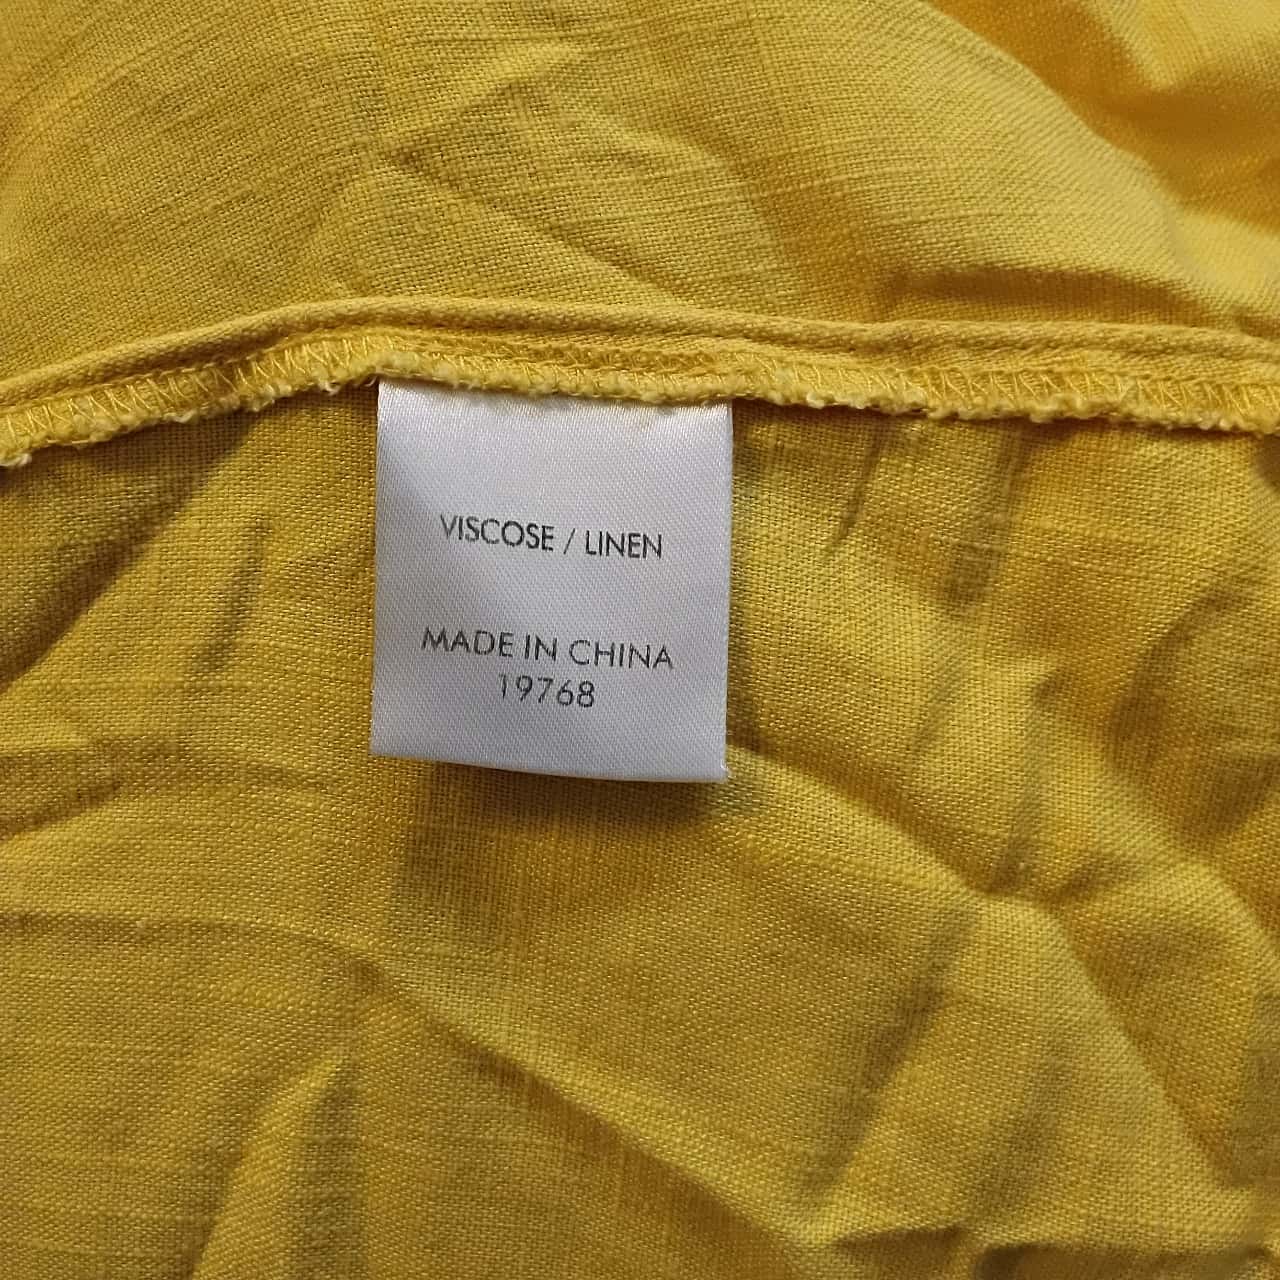 VISCOSE / LINEN
MADE IN CHINA
19768